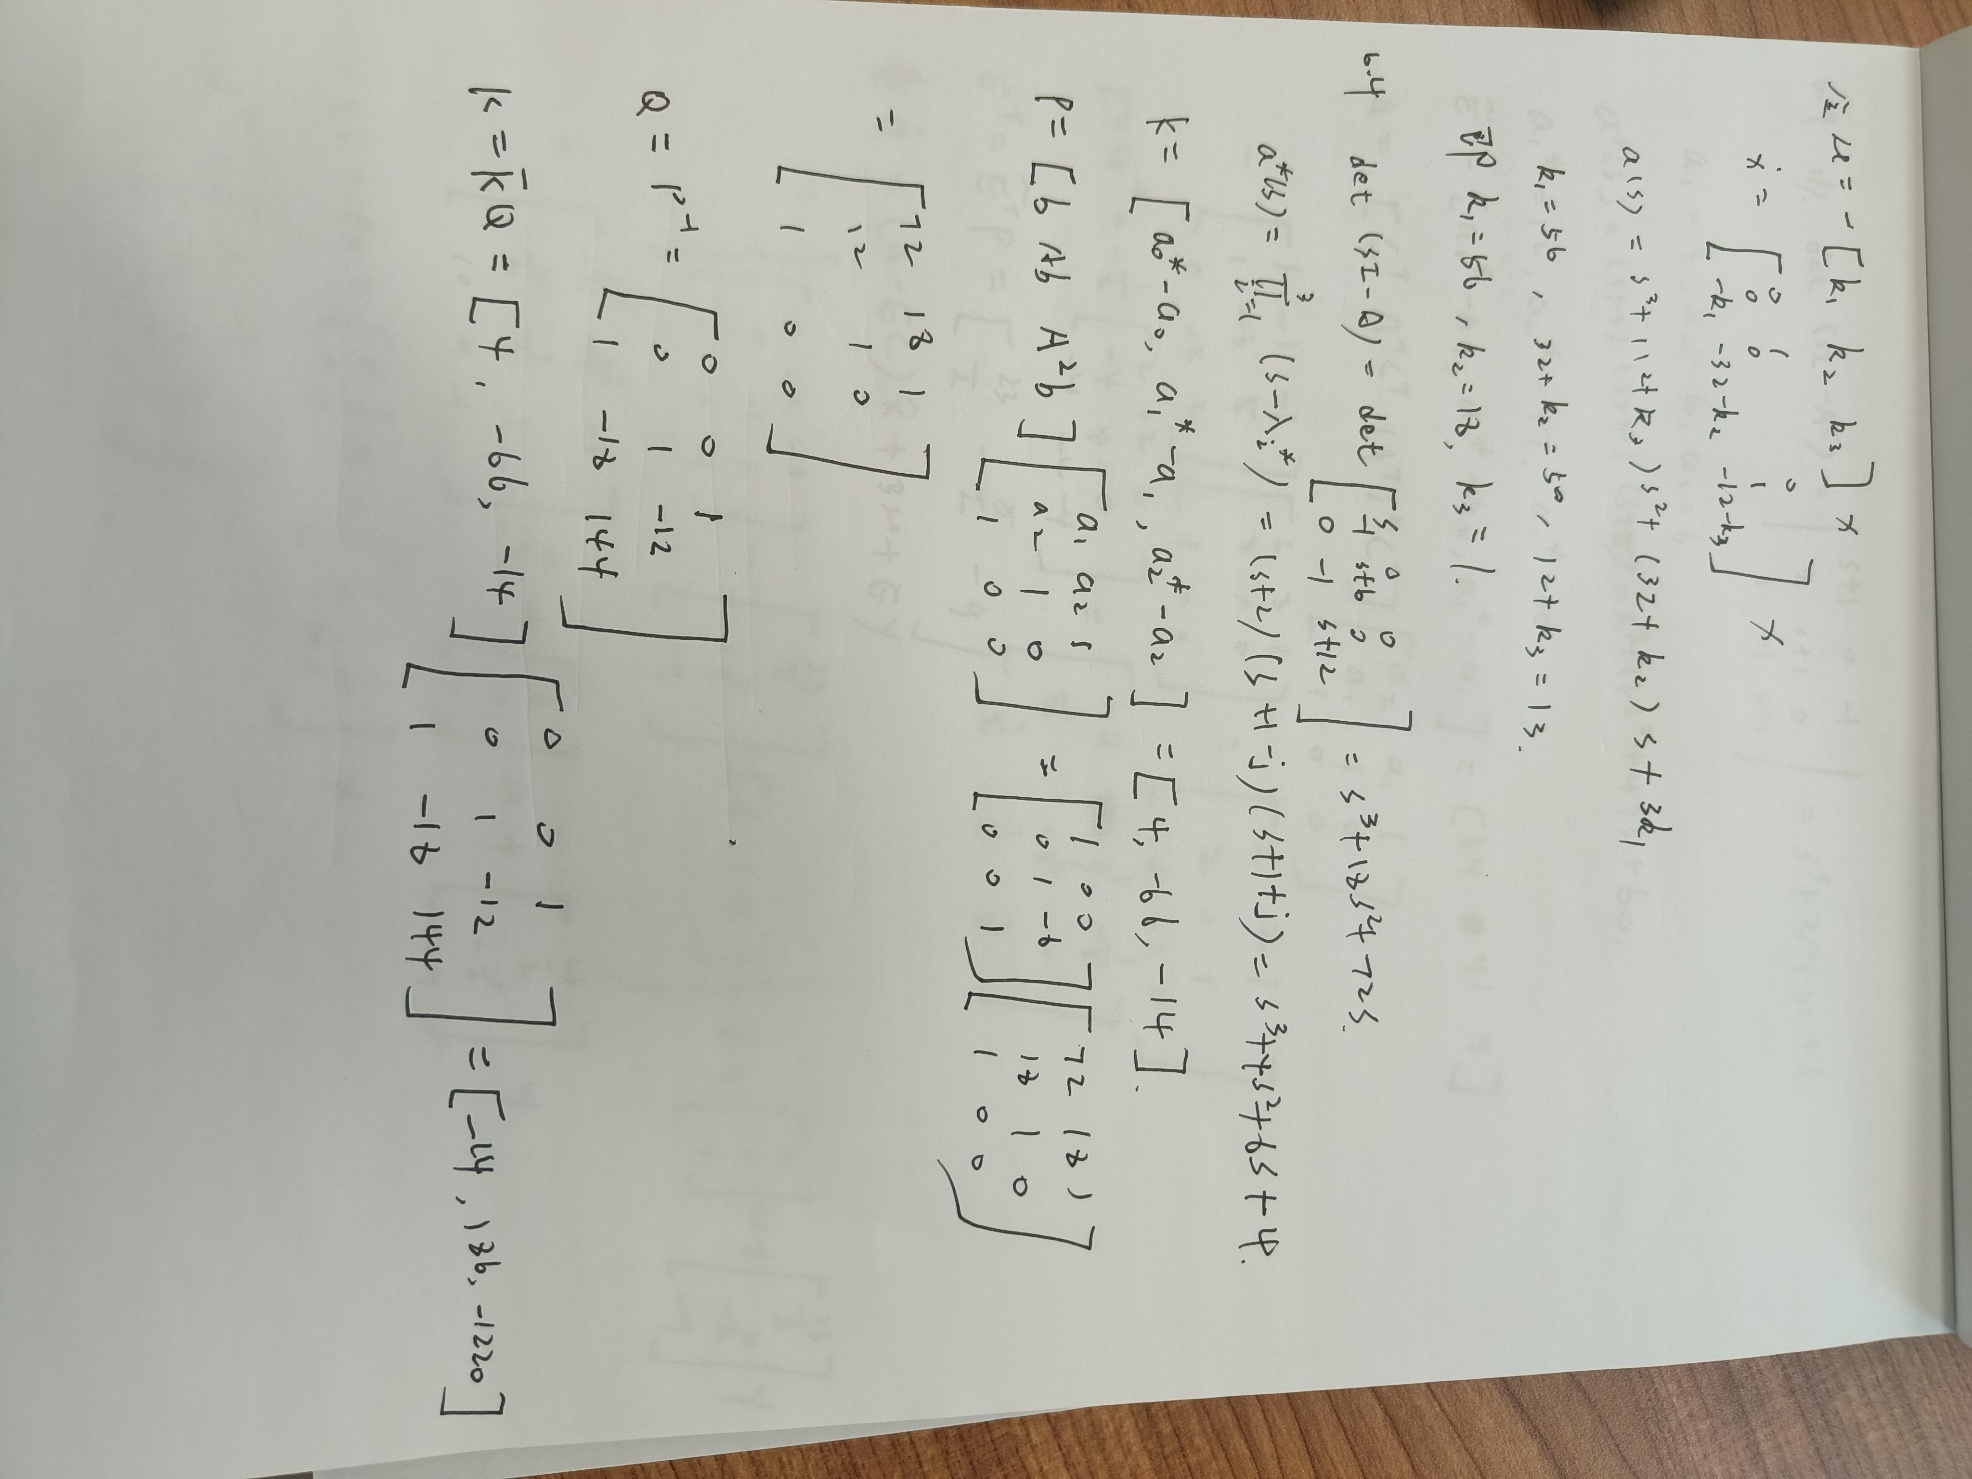 设 u = -[k₁ k₂ k₃] x
ẋ = [0 1 0; 0 0 1; -k₁ -32-k₂ -12-k₃] x
a(s) = s³+(12+k₃)s²+(32+k₂)s+k₁
k₁=56, 32+k₂=50, 12+k₃=13.
即 k₁=56, k₂=18, k₃=1.
6.4 det(sI-A) = det [s 0 0; -1 s+6 0; 0 -1 s+12] = s³+18s²+72s.
a*(s) = ∏ᵢ₌₁³ (s-λᵢ*) = (s+2)(s+1-j)(s+1+j) = s³+4s²+6s+4.
k = [a₀*-a₀, a₁*-a₁, a₂*-a₂] = [4, -66, -14].
P = [b Ab A²b] [a₁ a₂ 1; a₂ 1 0; 1 0 0] = [1 0 0; 0 1 -6; 0 0 1] [72 18 1; 18 1 0; 1 0 0]
= [72 18 1; 12 1 0; 1 0 0]
Q = P⁻¹ = [0 0 1; 0 1 -12; 1 -18 144]
k = k̄Q = [4, -66, -14] [0 0 1; 0 1 -12; 1 -18 144] = [-14, 186, -1220]